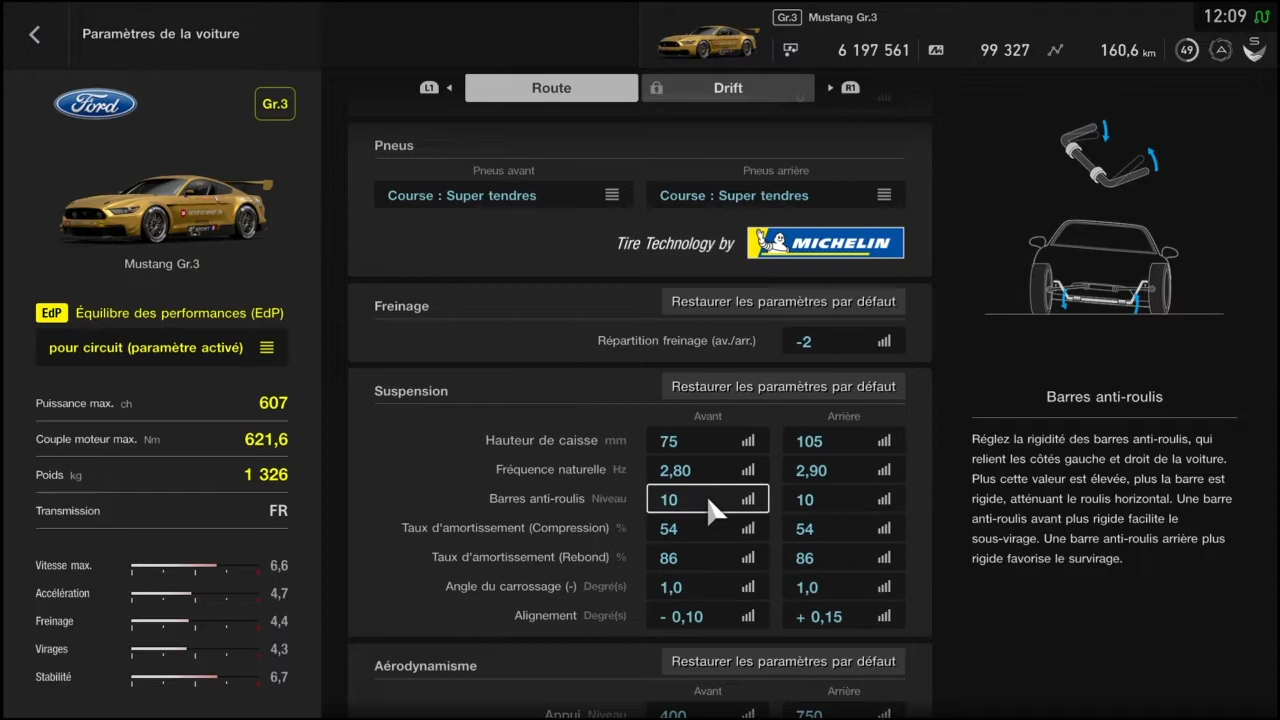 Paramètres de la voiture
Gr.3 Mustang Gr.3
12:09
6 197 561
99 327
160,6 km
49
S
Ford
Gr.3
L1
Route
Drift
R1
Mustang Gr.3
EdP Équilibre des performances (EdP)
pour circuit (paramètre activé)
Puissance max. ch 607
Couple moteur max. Nm 621,6
Poids kg 1 326
Transmission FR
Vitesse max. 6,6
Accélération 4,7
Freinage 4,4
Virages 4,3
Stabilité 6,7
Pneus
Pneus avant Pneus arrière
Course : Super tendres Course : Super tendres
Tire Technology by MICHELIN
Freinage Restaurer les paramètres par défaut
Répartition freinage (av./arr.) -2
Suspension Restaurer les paramètres par défaut
Avant Arrière
Hauteur de caisse mm 75 105
Fréquence naturelle Hz 2,80 2,90
Barres anti-roulis Niveau 10 10
Taux d'amortissement (Compression) % 54 54
Taux d'amortissement (Rebond) % 86 86
Angle du carrossage (-) Degré(s) 1,0 1,0
Alignement Degré(s) - 0,10 + 0,15
Aérodynamisme Restaurer les paramètres par défaut
Avant Arrière
Appui Niveau 400 750
Barres anti-roulis
Réglez la rigidité des barres anti-roulis, qui
relient les côtés gauche et droit de la voiture.
Plus cette valeur est élevée, plus la barre est
rigide, atténuant le roulis horizontal. Une barre
anti-roulis avant plus rigide facilite le
sous-virage. Une barre anti-roulis arrière plus
rigide favorise le survirage.